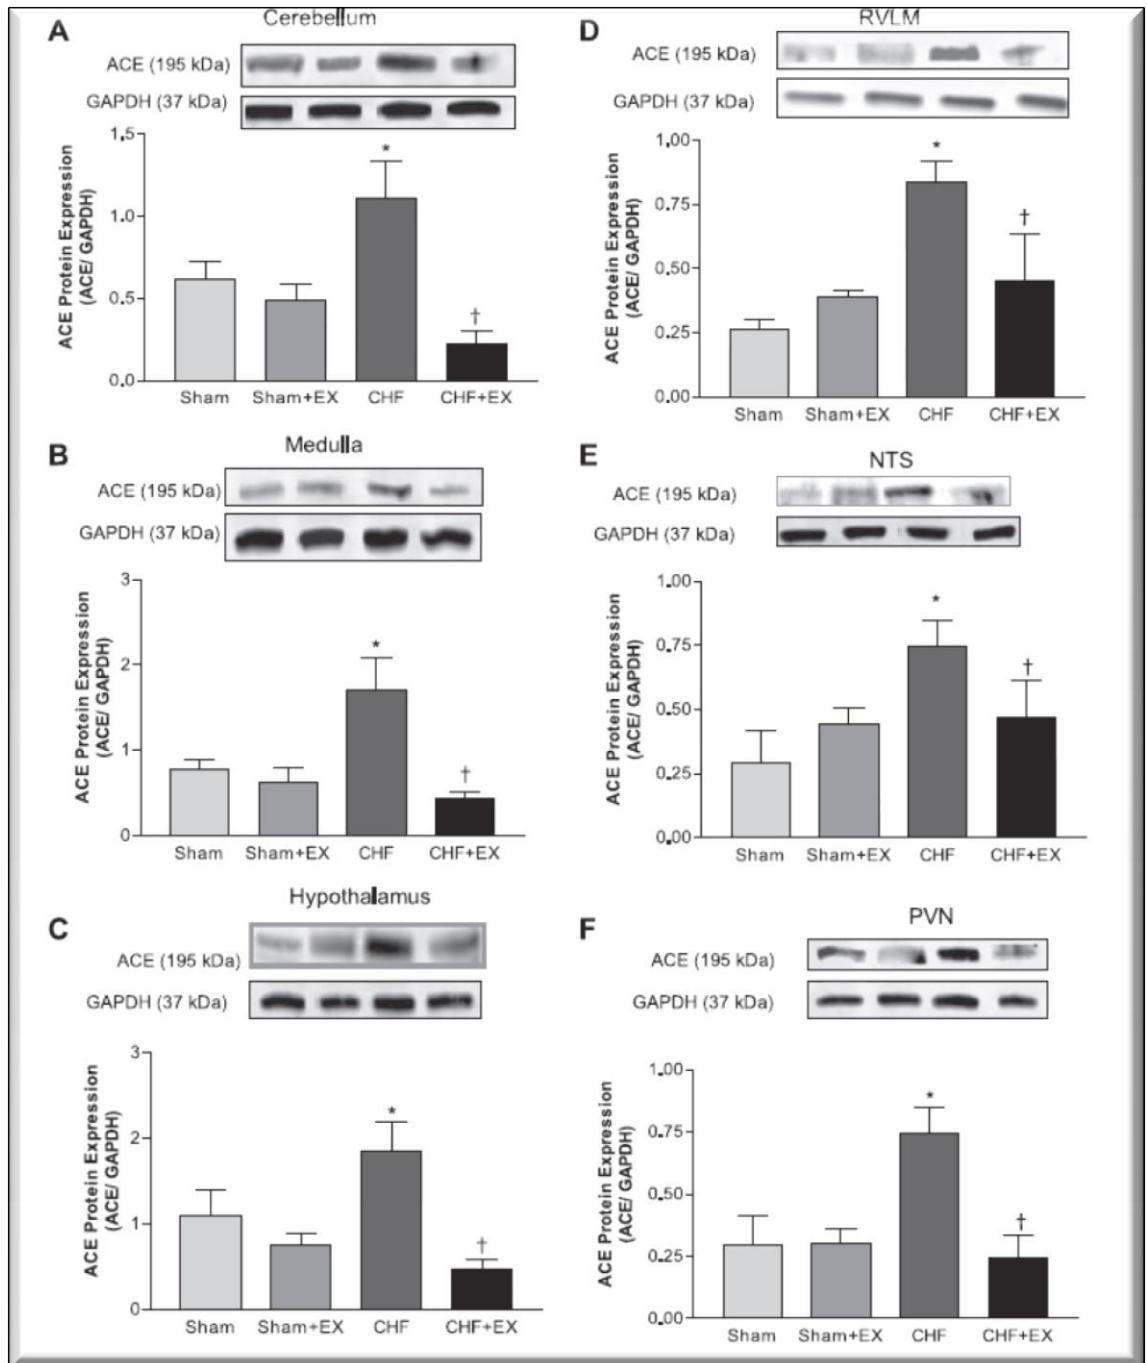 A
Cerebellum
ACE (195 kDa)
GAPDH (37 kDa)
ACE Protein Expression
(ACE/ GAPDH)
1.5
1.0
0.5
0.0
*
†
Sham Sham+EX CHF CHF+EX
B
Medulla
ACE (195 kDa)
GAPDH (37 kDa)
ACE Protein Expression
(ACE/ GAPDH)
3
2
1
0
*
†
Sham Sham+EX CHF CHF+EX
C
Hypothalamus
ACE (195 kDa)
GAPDH (37 kDa)
ACE Protein Expression
(ACE/ GAPDH)
3
2
1
0
*
†
Sham Sham+EX CHF CHF+EX
D
RVLM
ACE (195 kDa)
GAPDH (37 kDa)
ACE Protein Expression
(ACE/ GAPDH)
1.00
0.75
0.50
0.25
0.00
*
†
Sham Sham+EX CHF CHF+EX
E
NTS
ACE (195 kDa)
GAPDH (37 kDa)
ACE Protein Expression
(ACE/ GAPDH)
1.00
0.75
0.50
0.25
0.00
*
†
Sham Sham+EX CHF CHF+EX
F
PVN
ACE (195 kDa)
GAPDH (37 kDa)
ACE Protein Expression
(ACE/ GAPDH)
1.00
0.75
0.50
0.25
0.00
*
†
Sham Sham+EX CHF CHF+EX